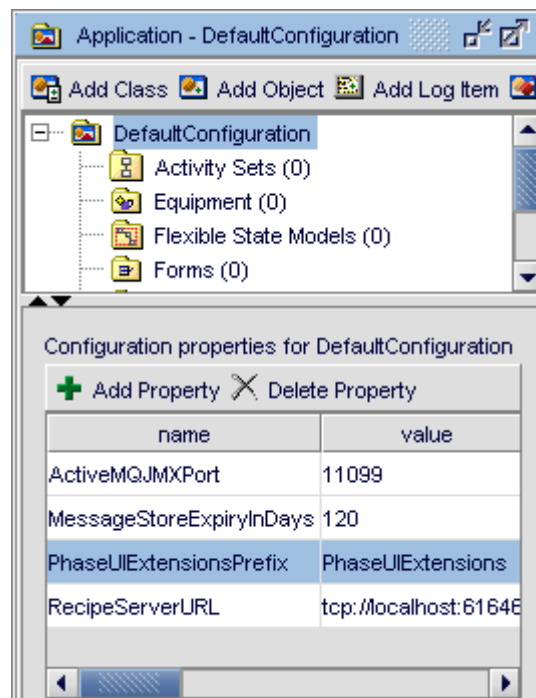 Application - DefaultConfiguration
Add Class Add Object Add Log Item
DefaultConfiguration
Activity Sets (0)
Equipment (0)
Flexible State Models (0)
Forms (0)
Configuration properties for DefaultConfiguration
Add Property Delete Property
name value
ActiveMQJMXPort 11099
MessageStoreExpiryInDays 120
PhaseUIExtensionsPrefix PhaseUIExtensions
RecipeServerURL tcp://localhost:61646